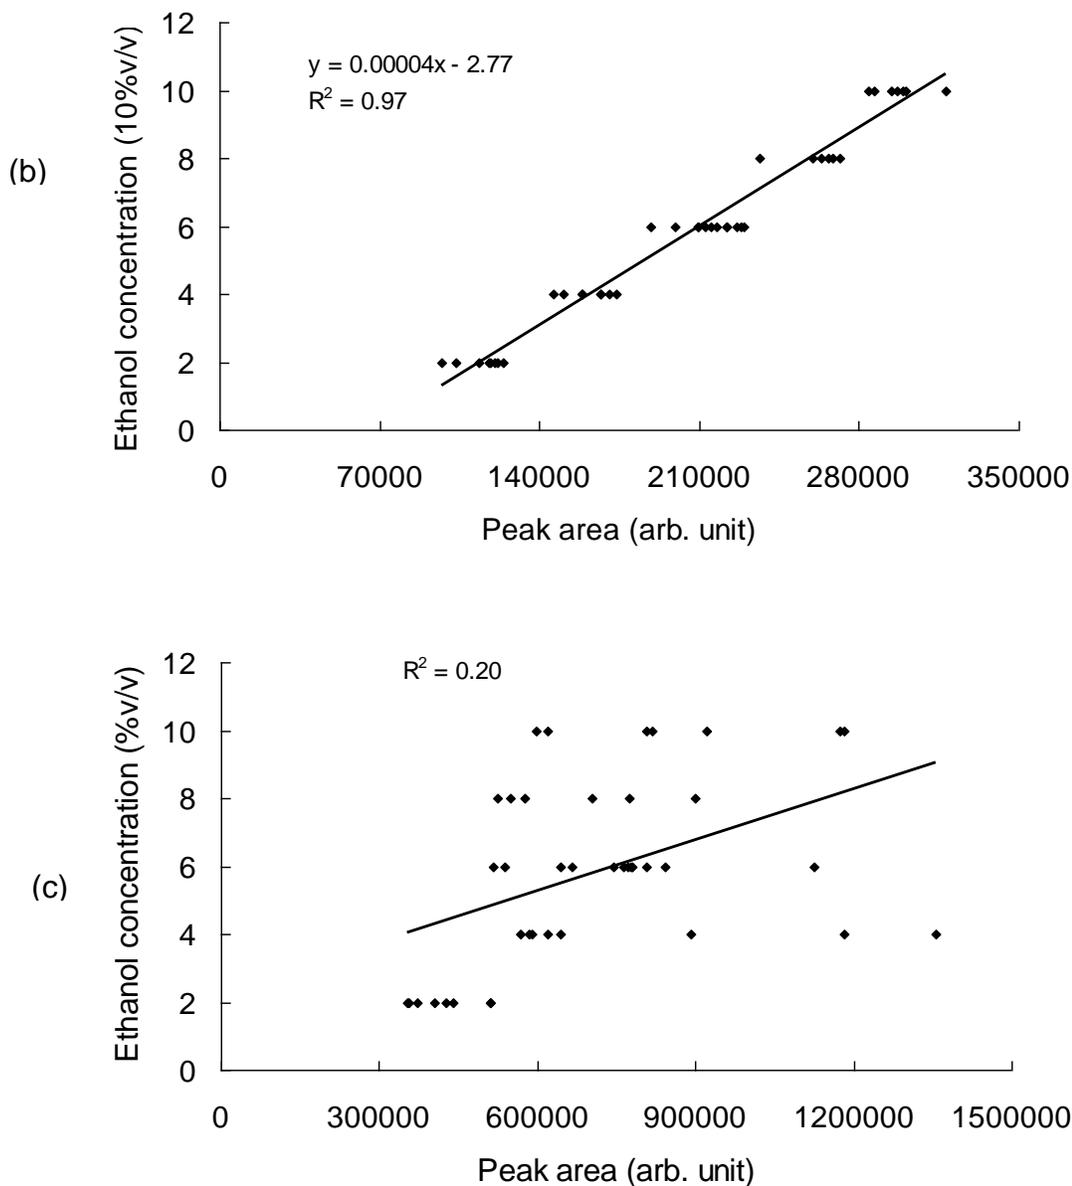 (b)
Ethanol concentration (10%v/v)
12
10
8
6
4
2
0
y = 0.00004x - 2.77
R² = 0.97
0 70000 140000 210000 280000 350000
Peak area (arb. unit)
(c)
Ethanol concentration (%v/v)
12
10
8
6
4
2
0
R² = 0.20
0 300000 600000 900000 1200000 1500000
Peak area (arb. unit)